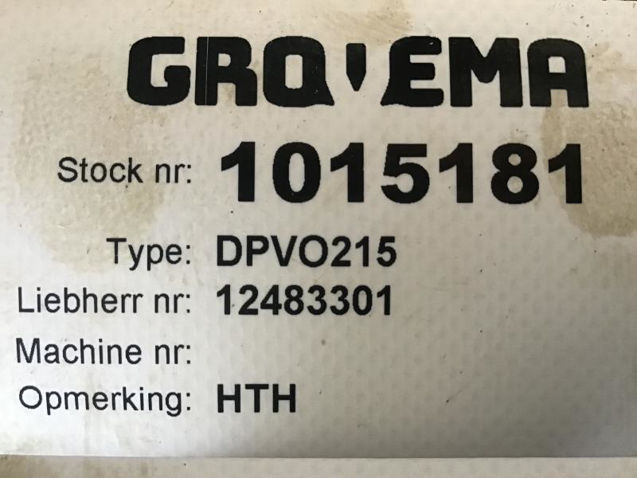 GROVEMA
Stock nr: 1015181
Type: DPVO215
Liebherr nr: 12483301
Machine nr:
Opmerking: HTH